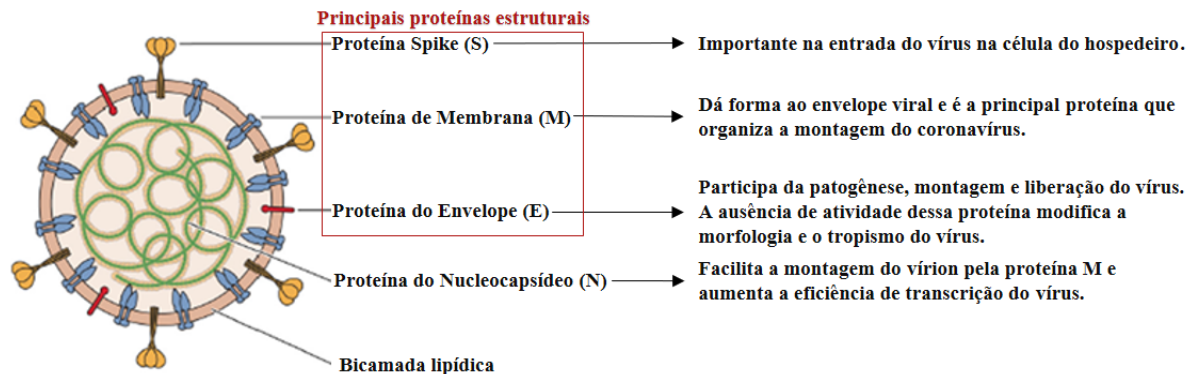 Principais proteínas estruturais
Proteína Spike (S)
Importante na entrada do vírus na célula do hospedeiro.
Proteína de Membrana (M)
Dá forma ao envelope viral e é a principal proteína que
organiza a montagem do coronavírus.
Proteína do Envelope (E)
Participa da patogênese, montagem e liberação do vírus.
A ausência de atividade dessa proteína modifica a
morfologia e o tropismo do vírus.
Proteína do Nucleocapsídeo (N)
Facilita a montagem do vírion pela proteína M e
aumenta a eficiência de transcrição do vírus.
Bicamada lipídica